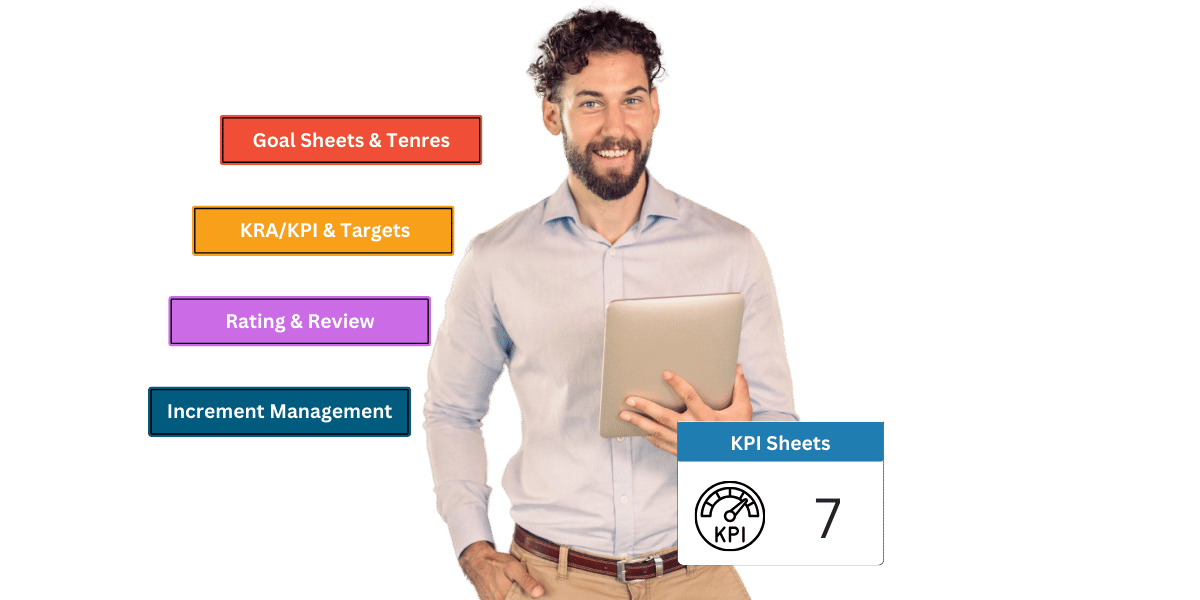 Goal Sheets & Tenres
KRA/KPI & Targets
Rating & Review
Increment Management
KPI Sheets
KPI
7